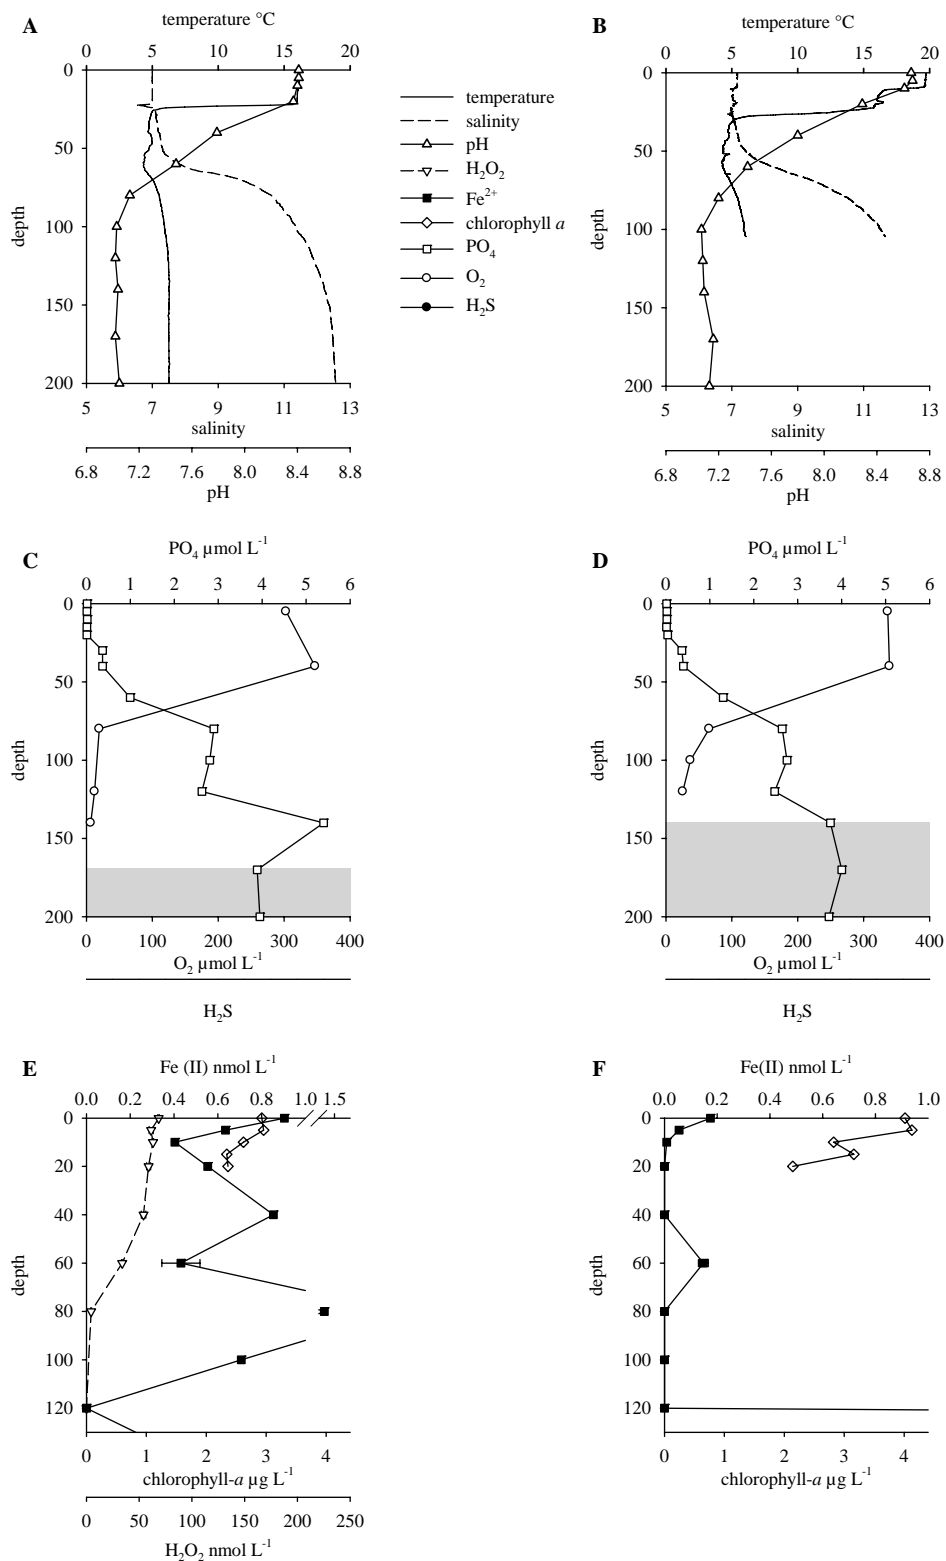 A
temperature °C
0 5 10 15 20
0
50
100
150
200
depth
5 7 9 11 13
salinity
6.8 7.2 7.6 8.0 8.4 8.8
pH
temperature
salinity
pH
H₂O₂
Fe²⁺
chlorophyll a
PO₄
O₂
H₂S
B
temperature °C
0 5 10 15 20
0
50
100
150
200
depth
5 7 9 11 13
salinity
6.8 7.2 7.6 8.0 8.4 8.8
pH
C
PO₄ µmol L⁻¹
0 1 2 3 4 5 6
0
50
100
150
200
depth
0 100 200 300 400
O₂ µmol L⁻¹
H₂S
D
PO₄ µmol L⁻¹
0 1 2 3 4 5 6
0
50
100
150
200
depth
0 100 200 300 400
O₂ µmol L⁻¹
H₂S
E
Fe (II) nmol L⁻¹
0.0 0.2 0.4 0.6 0.8 1.0 1.5
0
20
40
60
80
100
120
depth
0 1 2 3 4
chlorophyll-a µg L⁻¹
0 50 100 150 200 250
H₂O₂ nmol L⁻¹
F
Fe(II) nmol L⁻¹
0.0 0.2 0.4 0.6 0.8 1.0
0
20
40
60
80
100
120
depth
0 1 2 3 4
chlorophyll-a µg L⁻¹